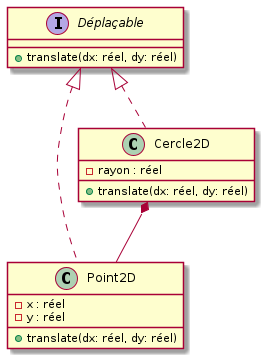 I Déplaçable
translate(dx: réel, dy: réel)
C Cercle2D
rayon : réel
translate(dx: réel, dy: réel)
C Point2D
x : réel
y : réel
translate(dx: réel, dy: réel)